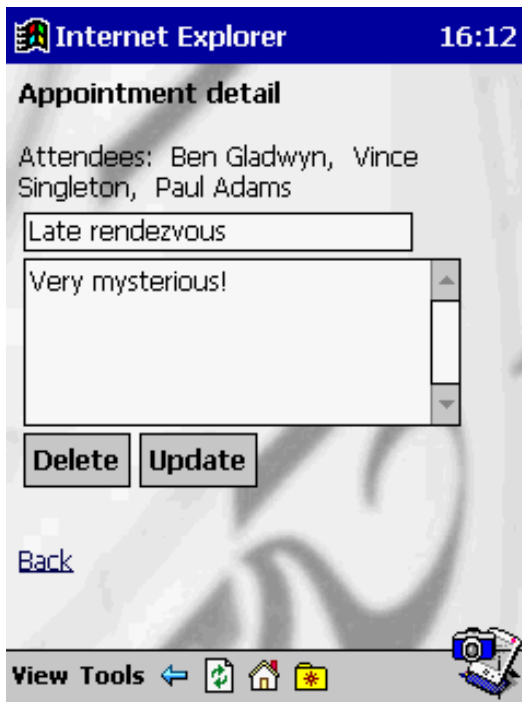 Internet Explorer 16:12
Appointment detail
Attendees: Ben Gladwyn, Vince
Singleton, Paul Adams
Late rendezvous
Very mysterious!
Delete Update
Back
View Tools